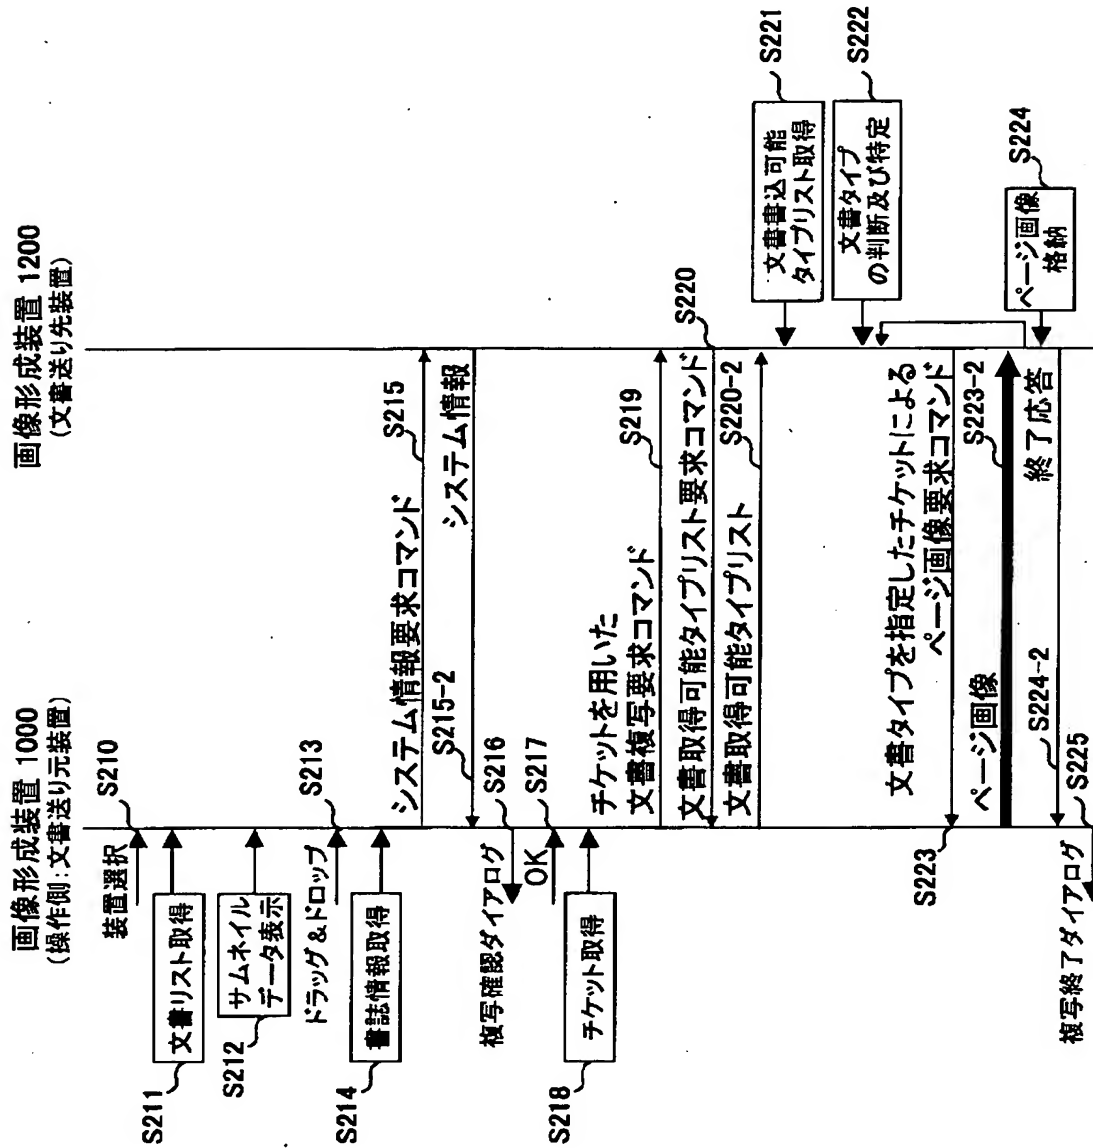 画像形成装置 1000
(操作側:文書送り元装置)
画像形成装置 1200
(文書送り先装置)
装置選択
S210
文書リスト取得
S211
サムネイル
データ表示
S212
ドラッグ&ドロップ
S213
書誌情報取得
S214
システム情報要求コマンド
S215
S215-2
システム情報
複写確認ダイアログ
S216
OK
S217
チケット取得
S218
チケットを用いた
文書複写要求コマンド
S219
文書取得可能タイプリスト要求コマンド
S220
文書取得可能タイプリスト
S220-2
文書書込可能
タイプリスト取得
S221
文書タイプ
の判断及び特定
S222
文書タイプを指定したチケットによる
ページ画像要求コマンド
S223
ページ画像
S223-2
ページ画像
格納
S224
S224-2
終了応答
複写終了ダイアログ
S225